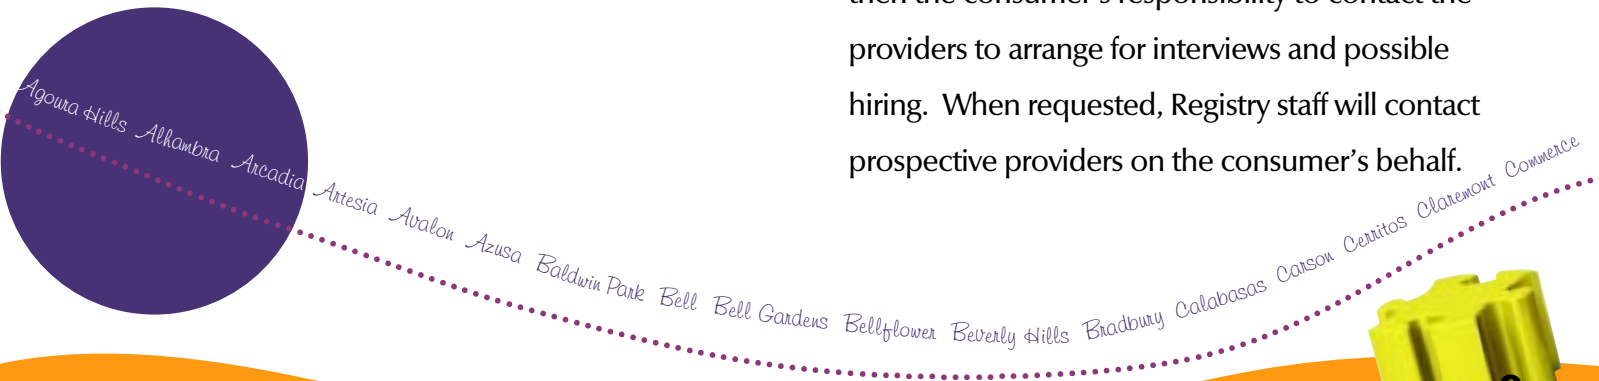 then the consumer's responsibility to contact the
providers to arrange for interviews and possible
hiring. When requested, Registry staff will contact
prospective providers on the consumer's behalf.
Agoura Hills Alhambra Arcadia Artesia Avalon Azusa Baldwin Park Bell Bell Gardens Bellflower Beverly Hills Bradbury Calabasas Carson Cerritos Claremont Commerce